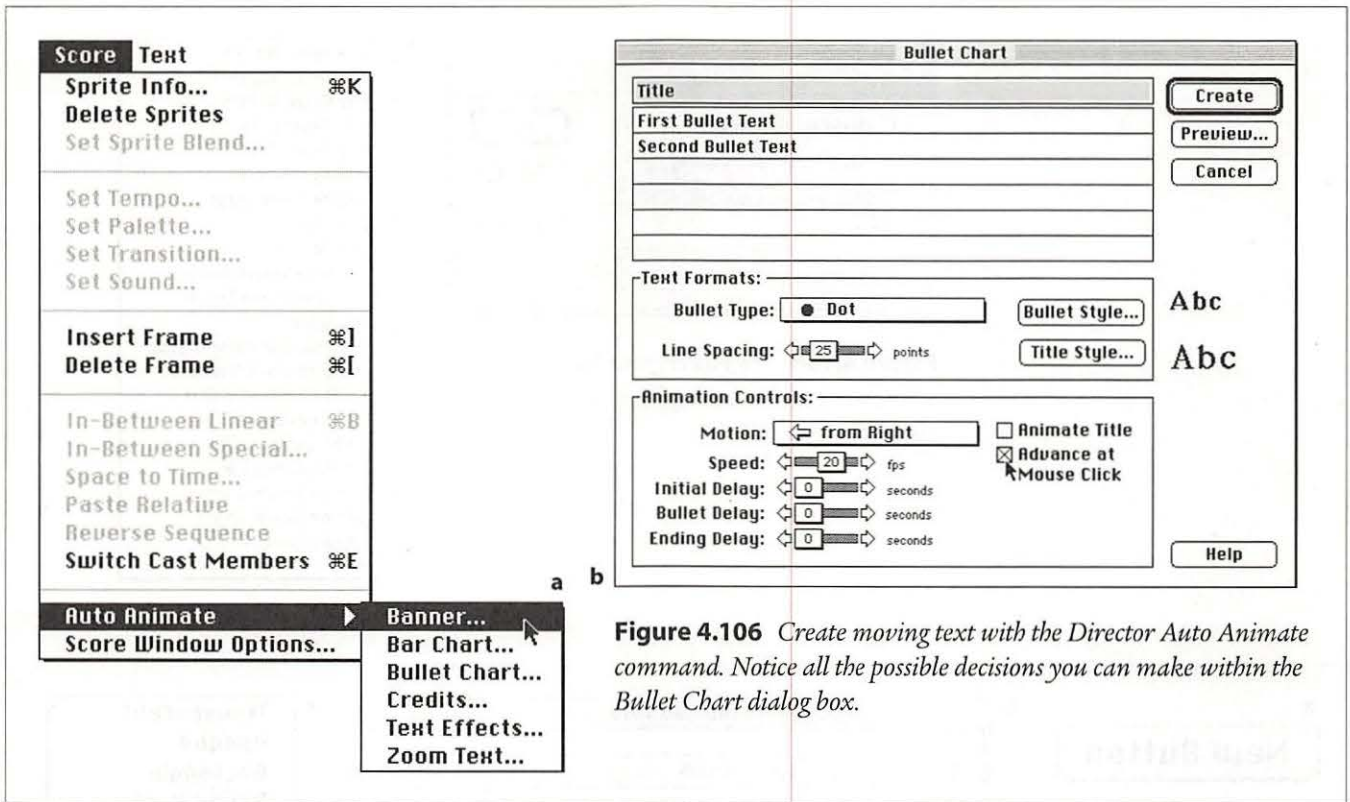 Score Text
Sprite Info... ⌘K
Delete Sprites
Set Sprite Blend...
Set Tempo...
Set Palette...
Set Transition...
Set Sound...
Insert Frame ⌘]
Delete Frame ⌘[
In-Between Linear ⌘B
In-Between Special...
Space to Time...
Paste Relative
Reverse Sequence
Switch Cast Members ⌘E
Auto Animate ▶
Score Window Options...
Banner...
Bar Chart...
Bullet Chart...
Credits...
Text Effects...
Zoom Text...
a
b
Bullet Chart
Title
First Bullet Text
Second Bullet Text
Create
Preview...
Cancel
Text Formats:
Bullet Type: ● Dot
Bullet Style...
Abc
Line Spacing: 25 points
Title Style...
Abc
Animation Controls:
Motion: from Right
Speed: 20 fps
Initial Delay: 0 seconds
Bullet Delay: 0 seconds
Ending Delay: 0 seconds
Animate Title
Advance at
Mouse Click
Help
Figure 4.106 Create moving text with the Director Auto Animate
command. Notice all the possible decisions you can make within the
Bullet Chart dialog box.